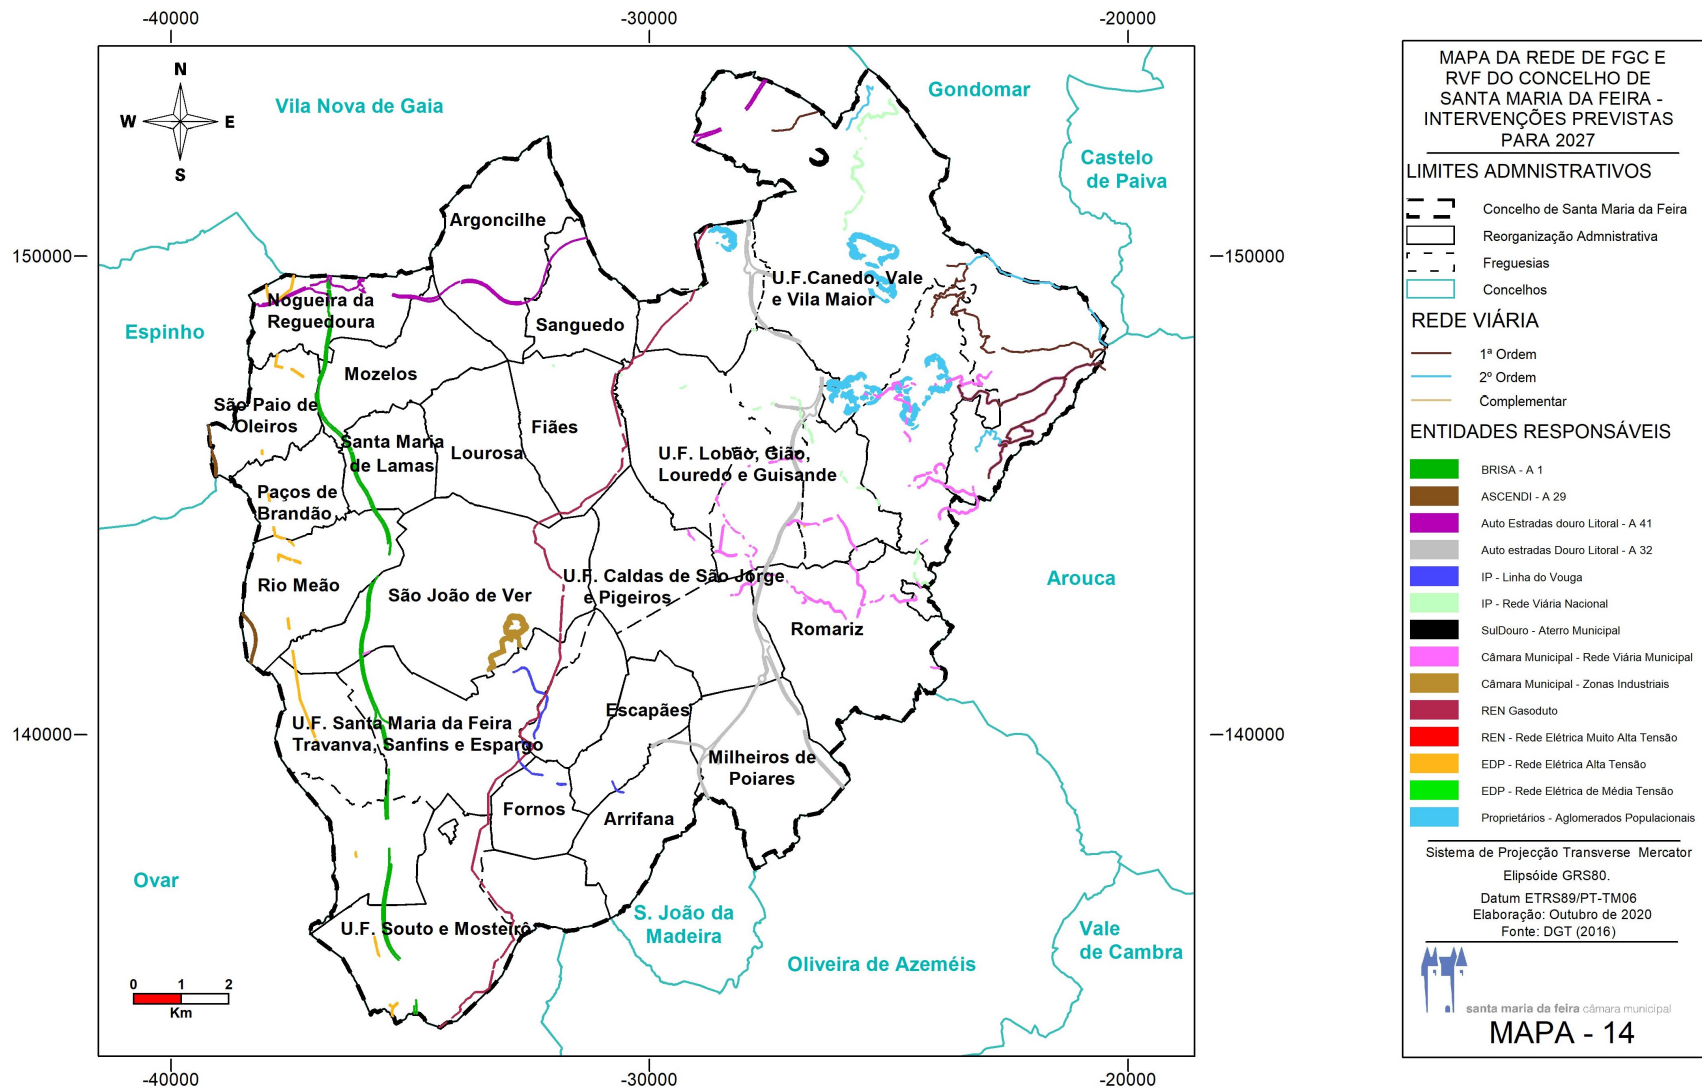 -40000
-30000
-20000
N
W
E
S
Vila Nova de Gaia
Gondomar
Castelo
de Paiva
Argoncilhe
150000
150000
U.F.Canedo, Vale
e Vila Maior
Nogueira da
Reguedoura
Sanguedo
Espinho
Mozelos
São Paio de
Oleiros
Fiães
Santa Maria
de Lamas
Lourosa
U.F. Lobão, Gião,
Louredo e Guisande
Paços de
Brandão
Rio Meão
São João de Ver
U.F. Caldas de São Jorge
e Pigeiros
Arouca
Romariz
Escapães
U.F. Santa Maria da Feira
Travanva, Sanfins e Espargo
140000
140000
Milheiros de
Poiares
Fornos
Arrifana
Ovar
U.F. Souto e Mosteirô
S. João da
Madeira
Vale
de Cambra
Oliveira de Azeméis
0 1 2
Km
-40000
-30000
-20000
MAPA DA REDE DE FGC E
RVF DO CONCELHO DE
SANTA MARIA DA FEIRA -
INTERVENÇÕES PREVISTAS
PARA 2027
LIMITES ADMNISTRATIVOS
Concelho de Santa Maria da Feira
Reorganização Admnistrativa
Freguesias
Concelhos
REDE VIÁRIA
1ª Ordem
2º Ordem
Complementar
ENTIDADES RESPONSÁVEIS
BRISA - A 1
ASCENDI - A 29
Auto Estradas douro Litoral - A 41
Auto estradas Douro Litoral - A 32
IP - Linha do Vouga
IP - Rede Viária Nacional
SulDouro - Aterro Municipal
Câmara Municipal - Rede Viária Municipal
Câmara Municipal - Zonas Industriais
REN Gasoduto
REN - Rede Elétrica Muito Alta Tensão
EDP - Rede Elétrica Alta Tensão
EDP - Rede Elétrica de Média Tensão
Proprietários - Aglomerados Populacionais
Sistema de Projecção Transverse Mercator
Elipsóide GRS80.
Datum ETRS89/PT-TM06
Elaboração: Outubro de 2020
Fonte: DGT (2016)
santa maria da feira câmara municipal
MAPA - 14